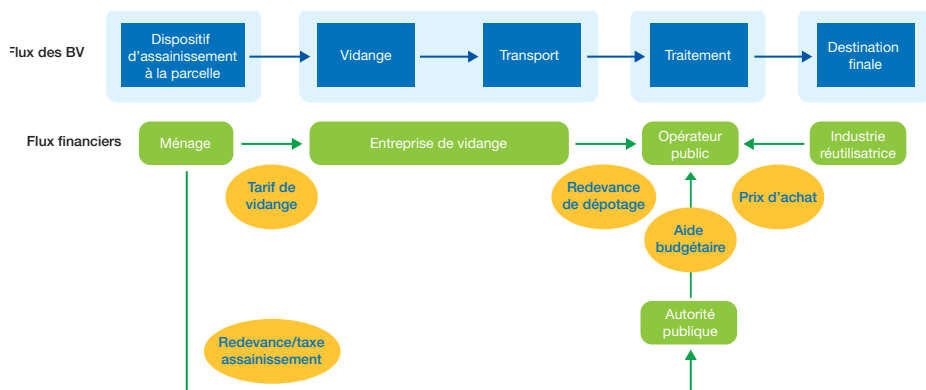 Flux des BV
Dispositif
d'assainissement
à la parcelle
Vidange
Transport
Traitement
Destination
finale
Flux financiers
Ménage
Entreprise de vidange
Opérateur
public
Industrie
réutilisatrice
Tarif de
vidange
Redevance
de dépotage
Prix d'achat
Aide
budgétaire
Autorité
publique
Redevance/taxe
assainissement